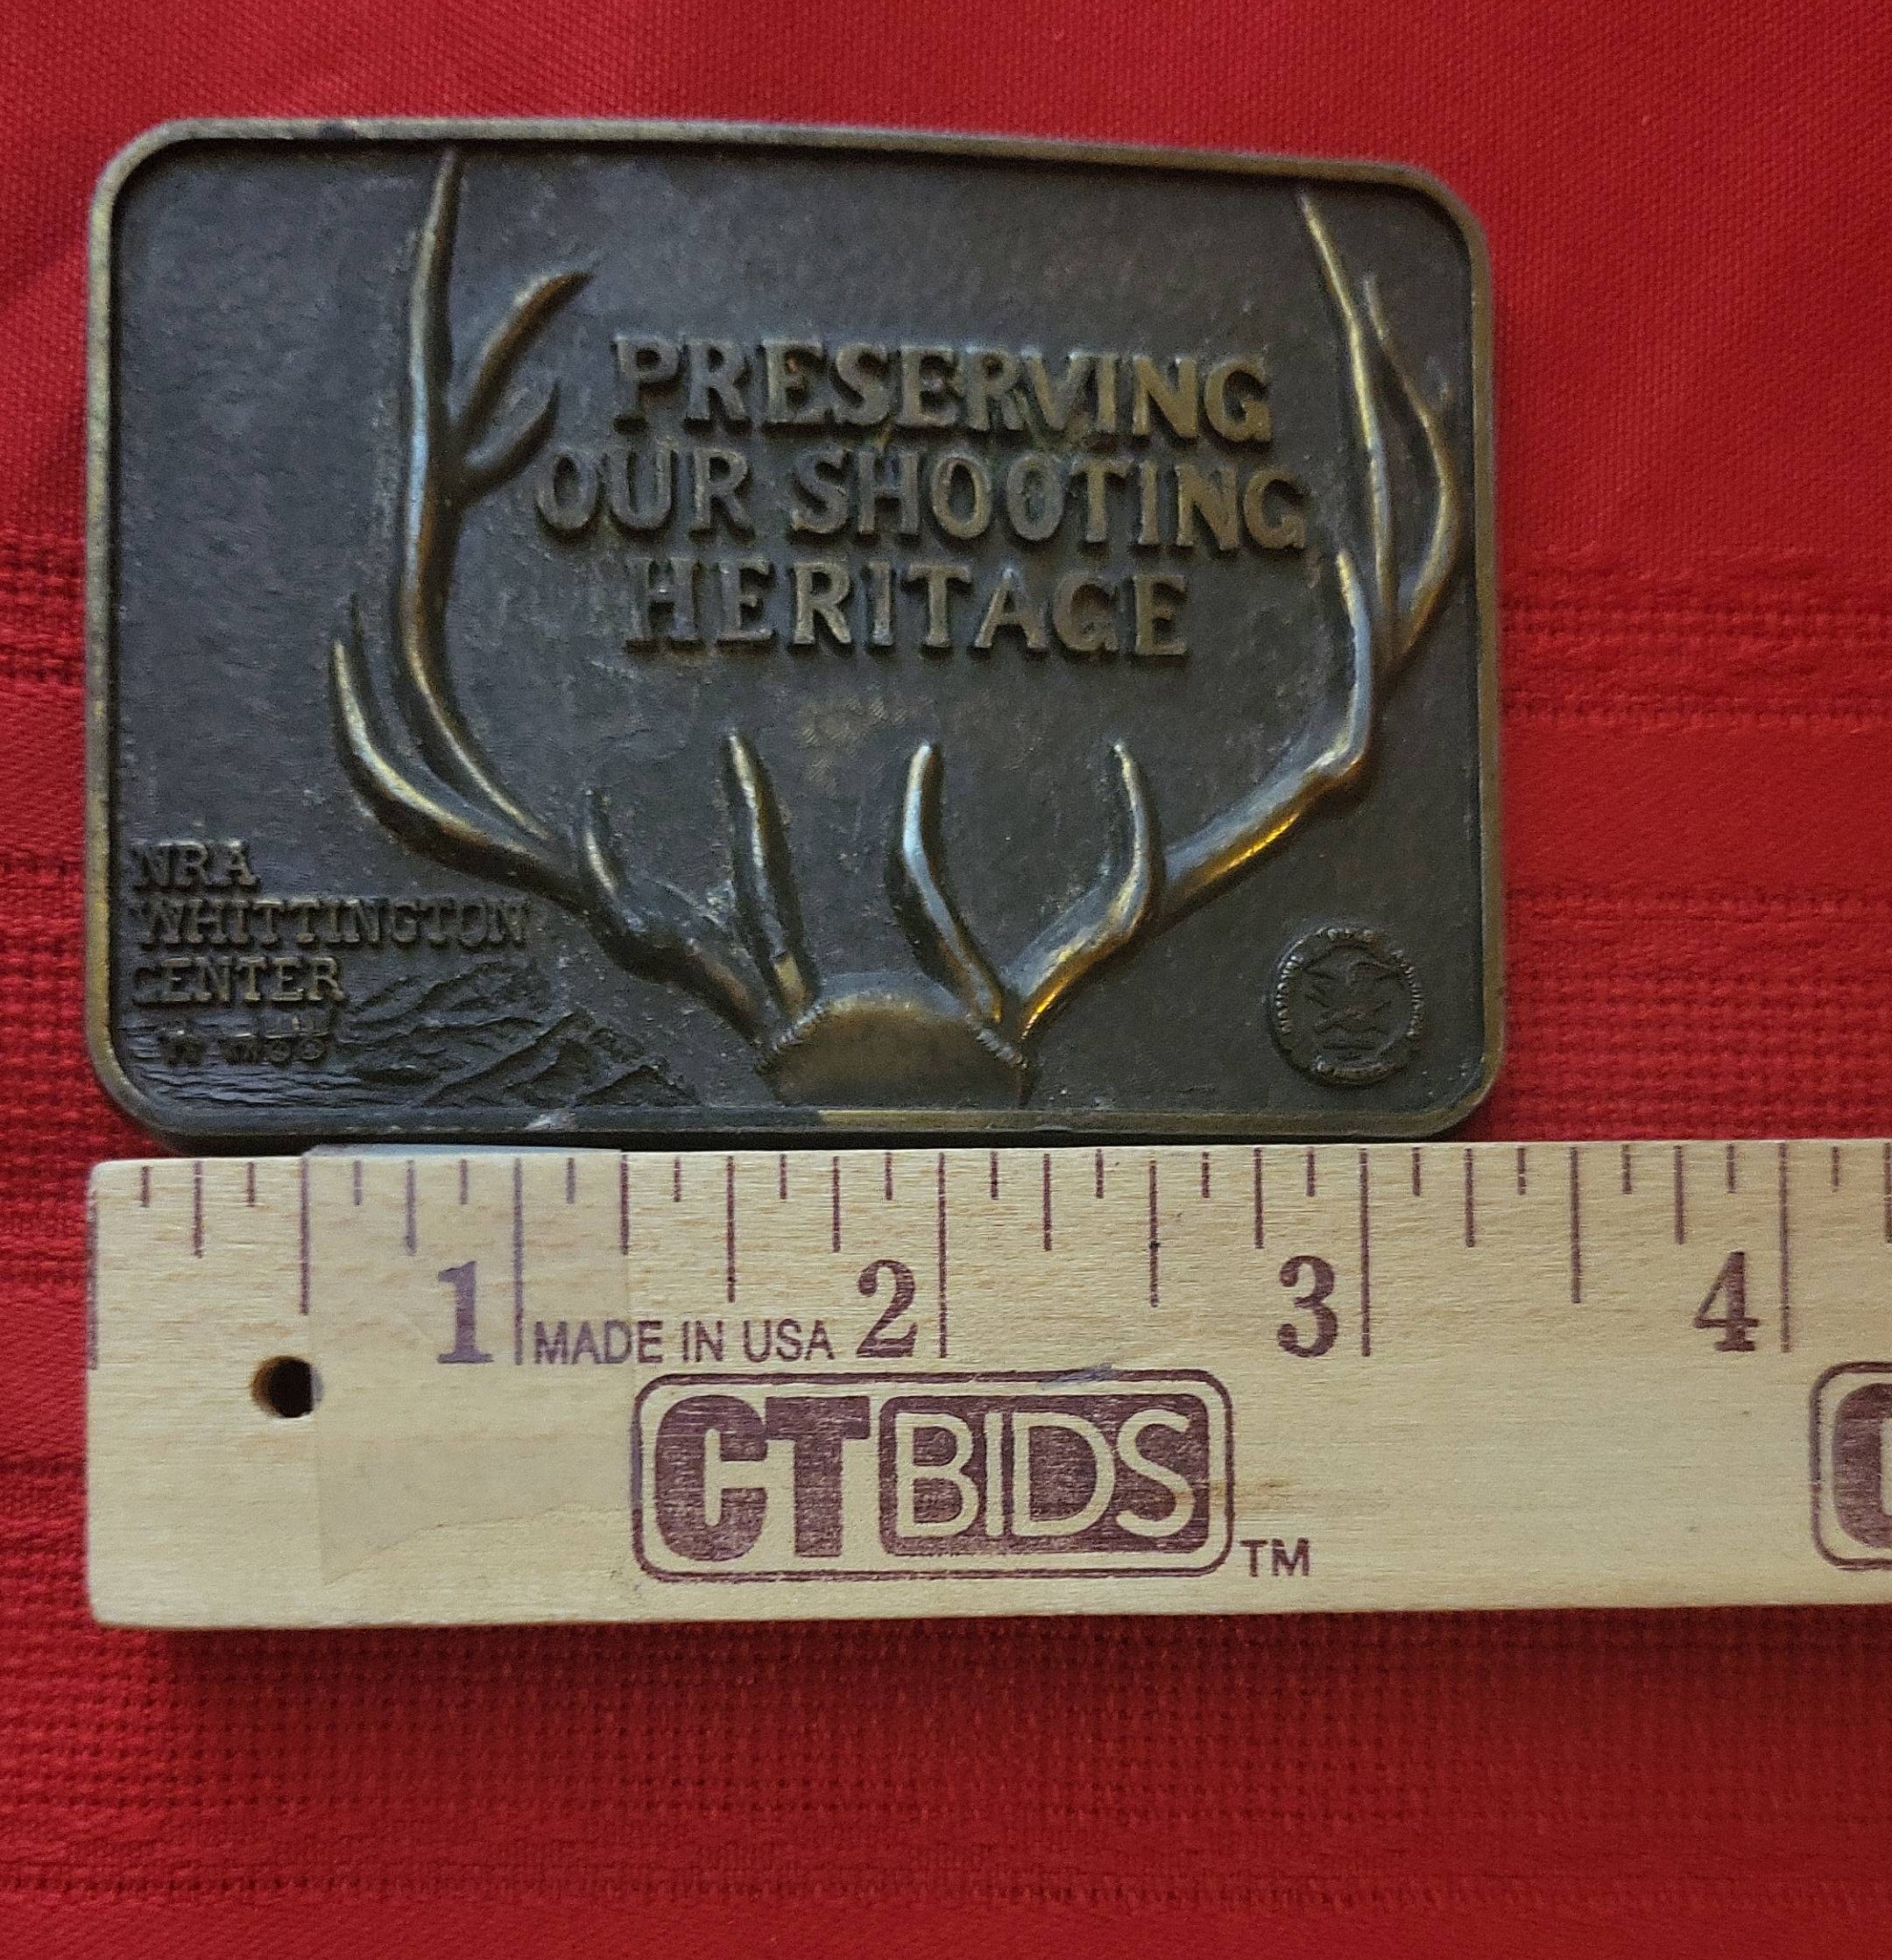 PRESERVING
OUR SHOOTING
HERITAGE
NRA
WHITTINGTON
CENTER
1 2 3 4
MADE IN USA
CTBIDS
TM